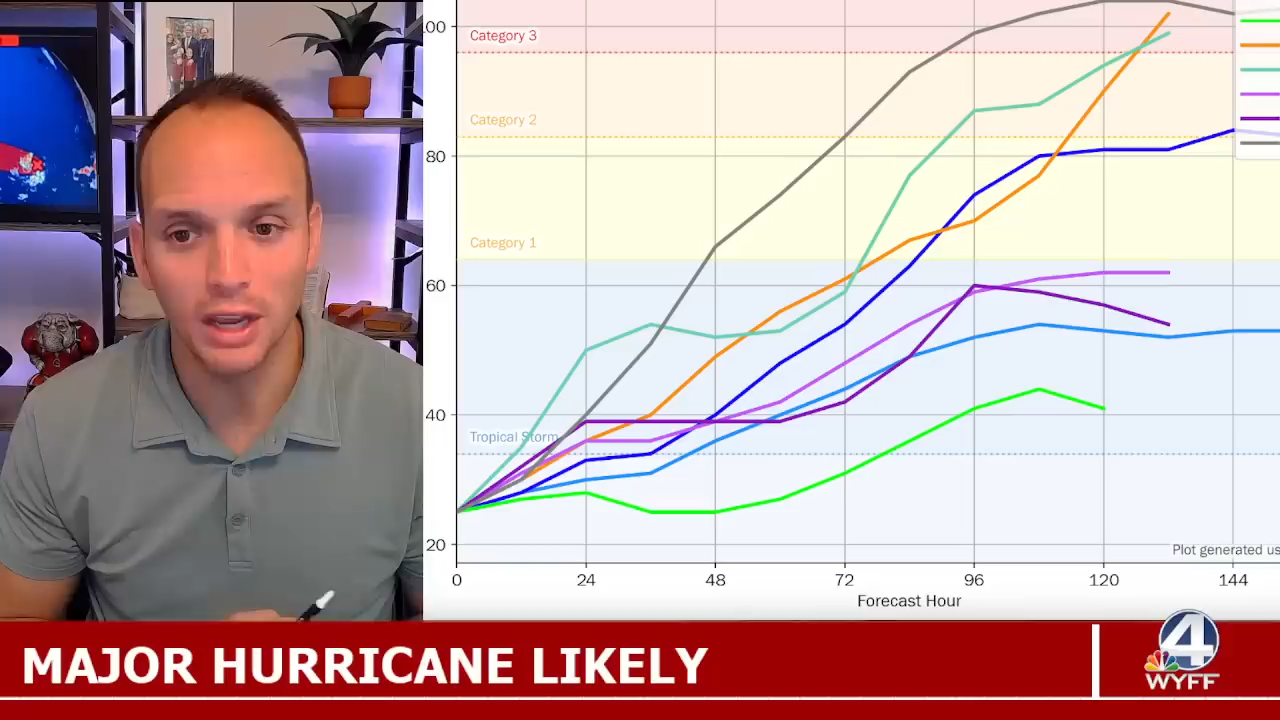 100
80
60
40
20
Category 3
Category 2
Category 1
Tropical Storm
Plot generated us
0 24 48 72 96 120 144
Forecast Hour
MAJOR HURRICANE LIKELY
4
WYFF